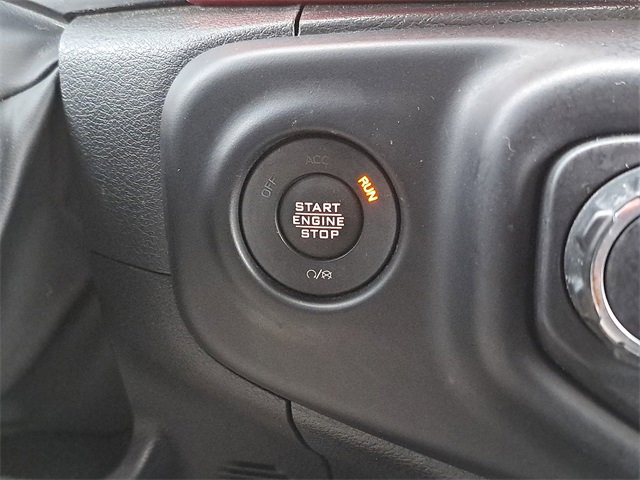 ACC
OFF
RUN
START
ENGINE
STOP